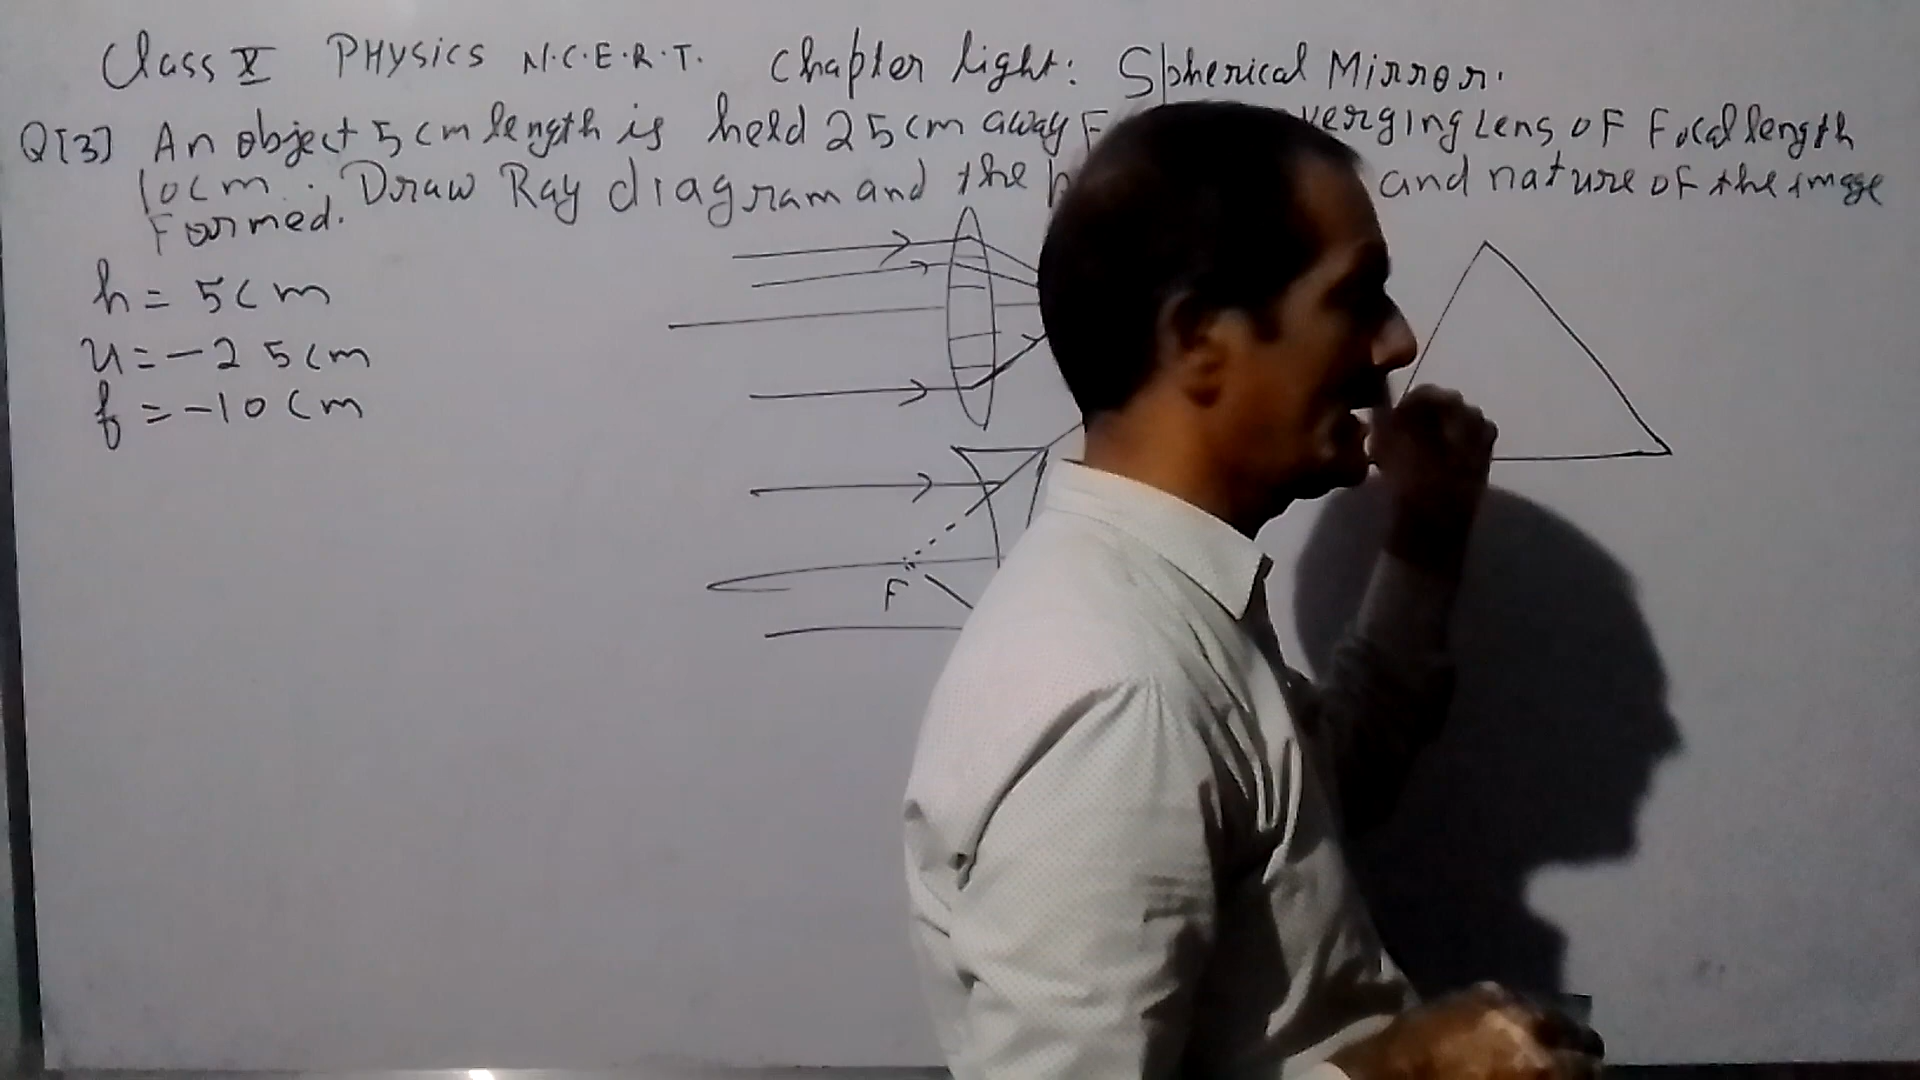 Class X PHYSICS N.C.E.R.T. Chapter light: Spherical Mirror.
Q[3] An object 5cm length is held 25cm away verging Lens of Focal length
10cm. Draw Ray diagram and the and nature of the image
Formed.
h = 5cm
u = -25cm
f = -10cm
F